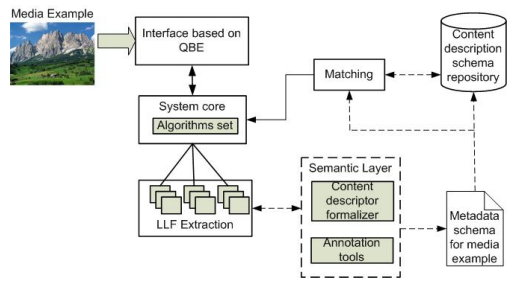 Media Example
Interface based on
QBE
Content
description
schema
repository
Matching
System core
Algorithms set
Semantic Layer
Content
descriptor
formalizer
LLF Extraction
Annotation
tools
Metadata
schema
for media
example